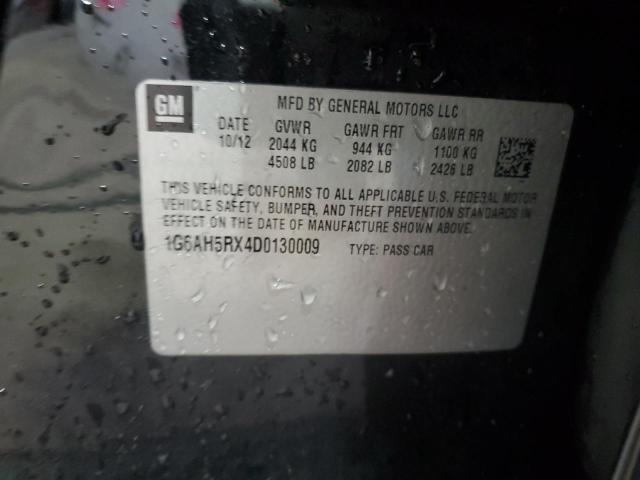 GM
MFD BY GENERAL MOTORS LLC
DATE GVWR GAWR FRT GAWR RR
10/12 2044 KG 944 KG 1100 KG
4508 LB 2082 LB 2426 LB
THIS VEHICLE CONFORMS TO ALL APPLICABLE U.S. FEDERAL MOTOR
VEHICLE SAFETY, BUMPER, AND THEFT PREVENTION STANDARDS IN
EFFECT ON THE DATE OF MANUFACTURE SHOWN ABOVE.
1G6AH5RX4D0130009 TYPE: PASS CAR